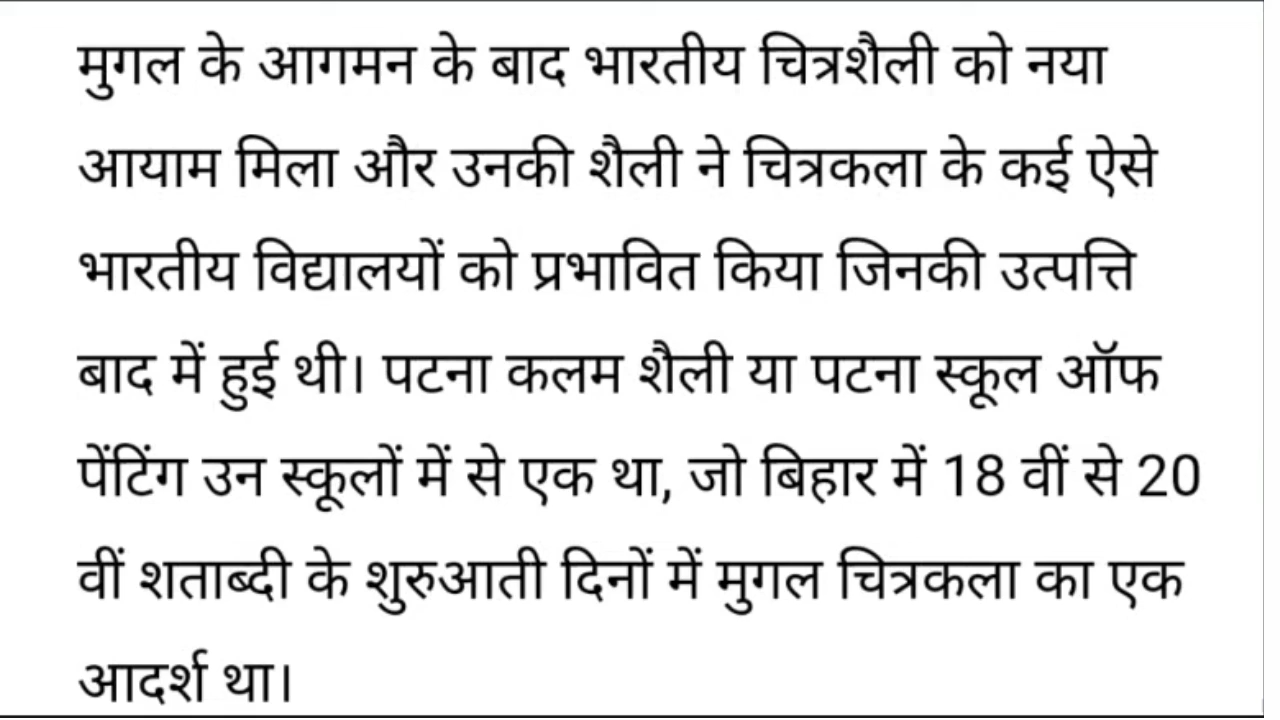 मुगल के आगमन के बाद भारतीय चित्रशैली को नया
आयाम मिला और उनकी शैली ने चित्रकला के कई ऐसे
भारतीय विद्यालयों को प्रभावित किया जिनकी उत्पत्ति
बाद में हुई थी। पटना कलम शैली या पटना स्कूल ऑफ
पेंटिंग उन स्कूलों में से एक था, जो बिहार में 18 वीं से 20
वीं शताब्दी के शुरुआती दिनों में मुगल चित्रकला का एक
आदर्श था।